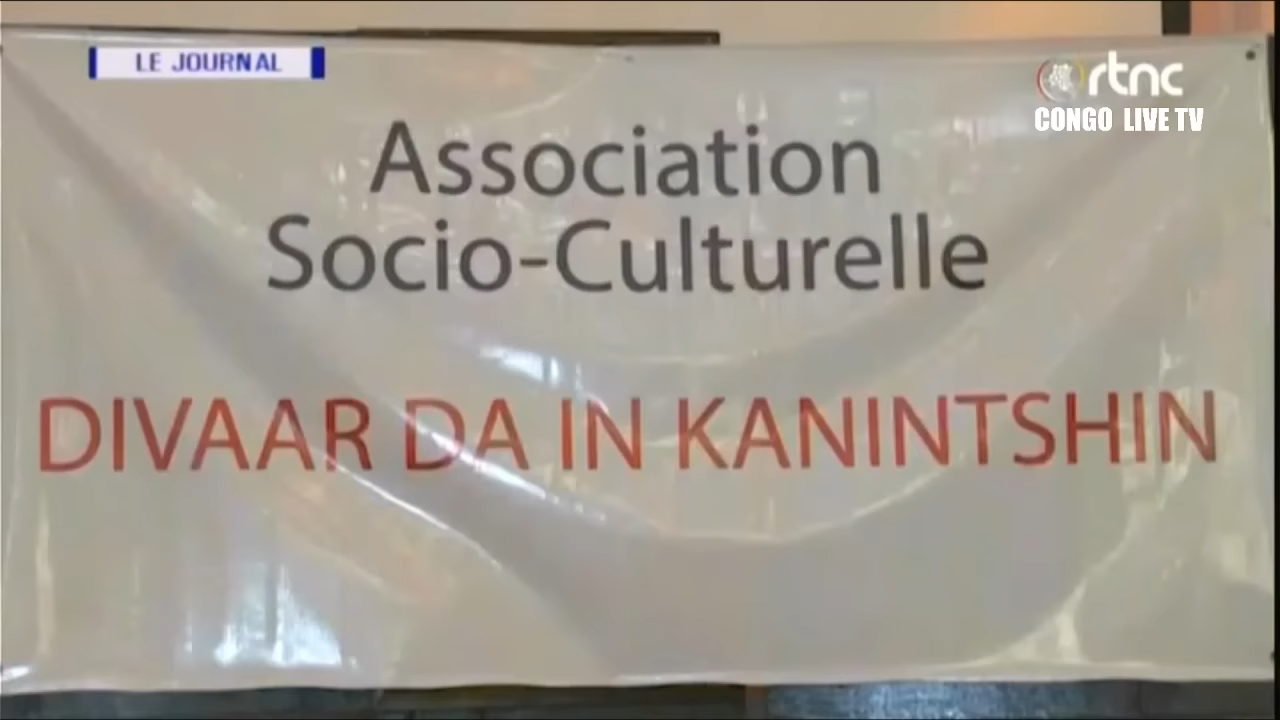 LE JOURNAL
rtnc
CONGO LIVE TV
Association
Socio-Culturelle
DIVAAR DA IN KANINTSHIN